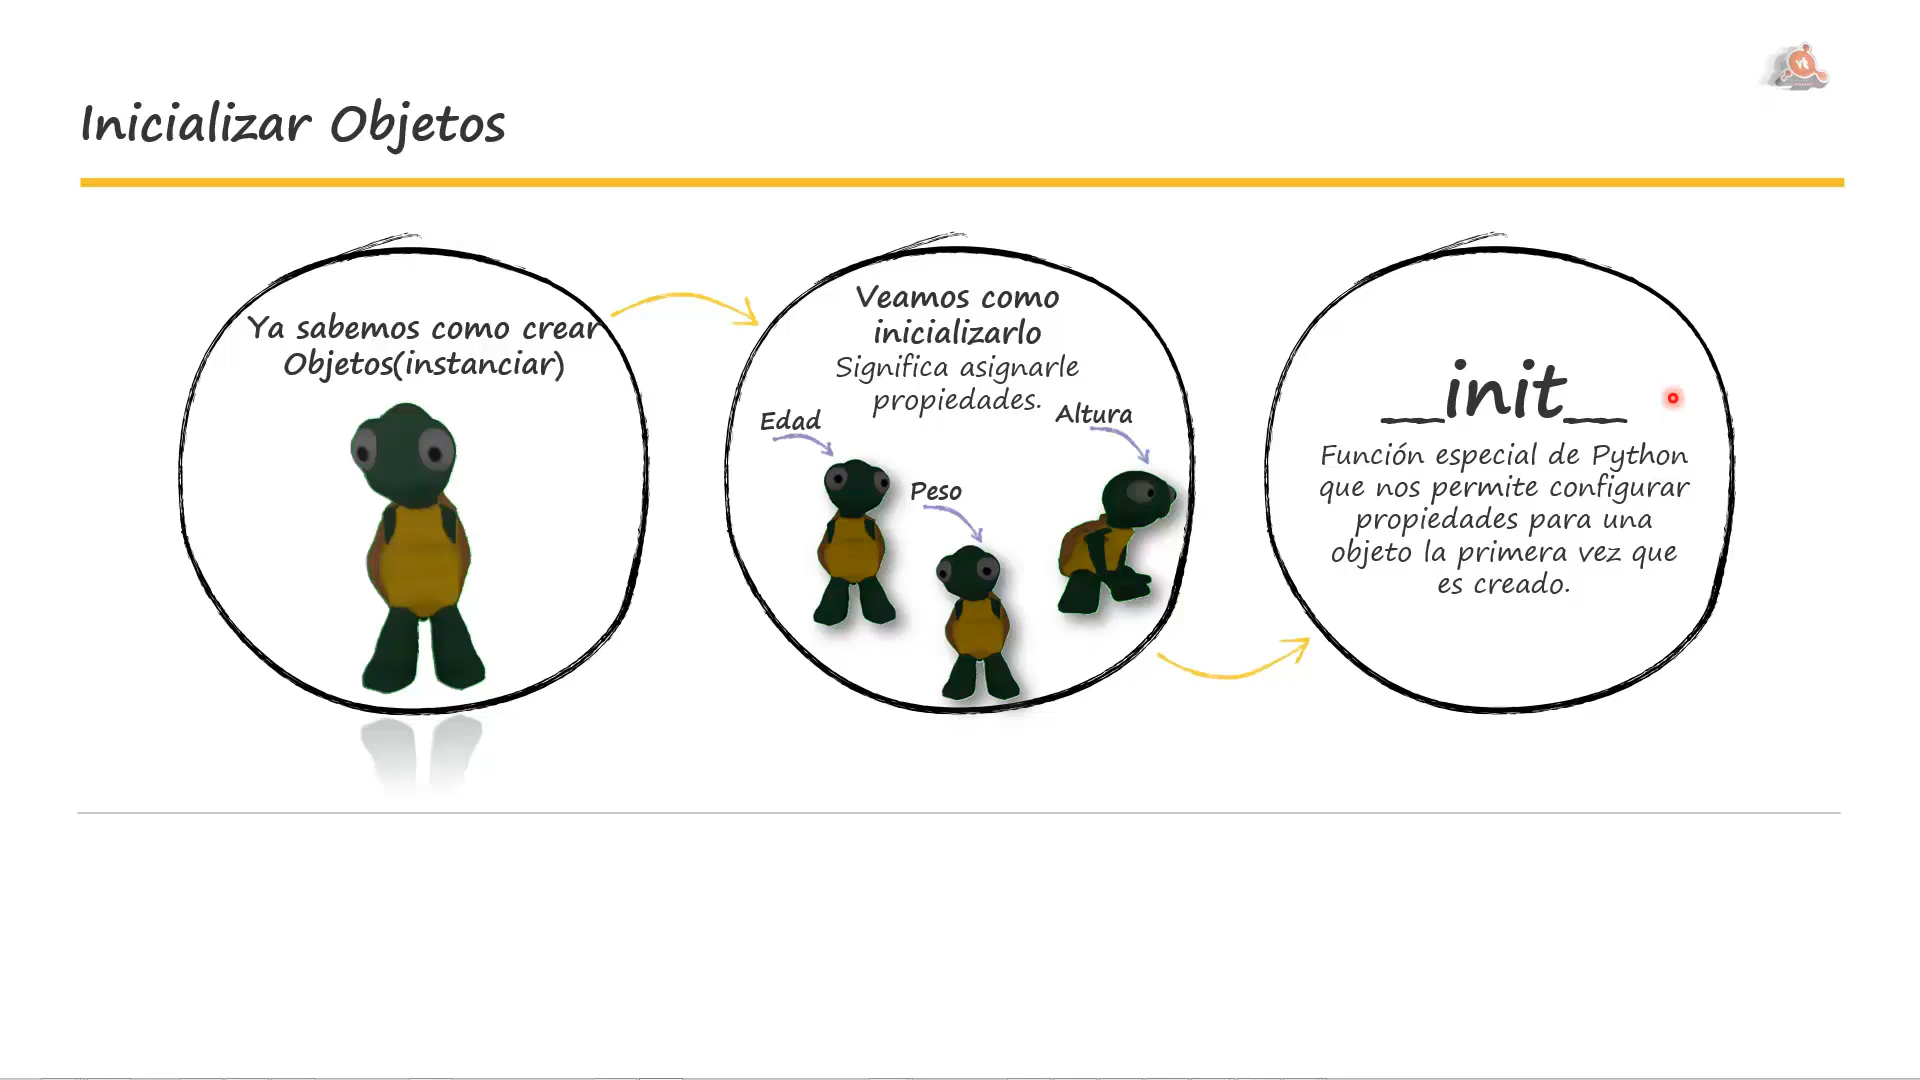 Inicializar Objetos
Ya sabemos como crear
Objetos(instanciar)
Veamos como
inicializarlo
Significa asignarle
propiedades.
Edad
Altura
Peso
__init__
Función especial de Python
que nos permite configurar
propiedades para una
objeto la primera vez que
es creado.